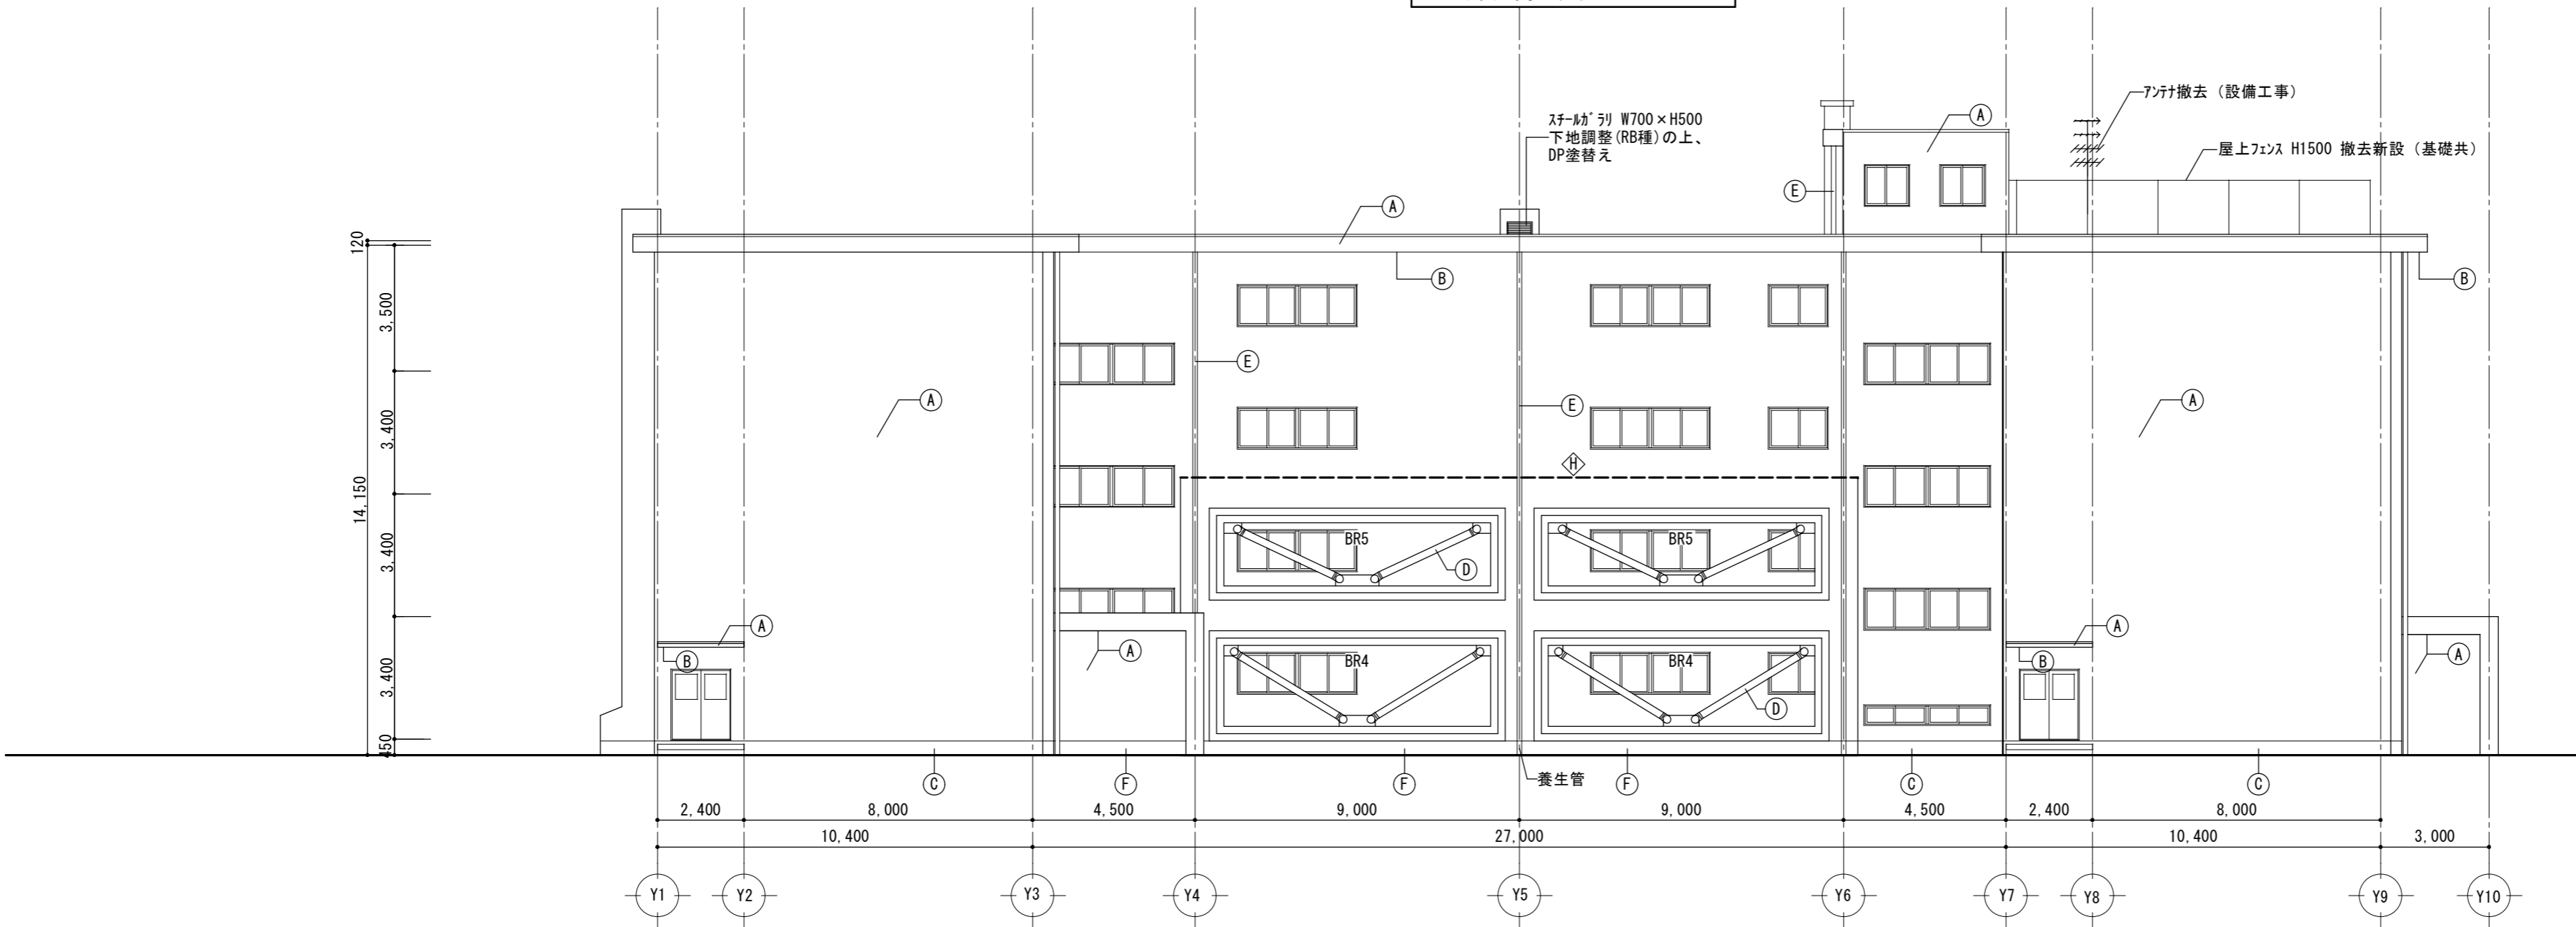 アンテナ撤去（設備工事）
スチールガラリ W700×H500
下地調整(RB種)の上、
DP塗替え
A
屋上フェンス H1500 撤去新設（基礎共）
E
A
120
B
B
3,500
E
A
E
A
3,400
H
14,150
3,400
BR5
BR5
D
A
A
B
A
BR4
BR4
B
A
3,400
D
450
C
F
F
養生管
F
C
C
2,400
8,000
4,500
9,000
9,000
4,500
2,400
8,000
10,400
27,000
10,400
3,000
Y1
Y2
Y3
Y4
Y5
Y6
Y7
Y8
Y9
Y10